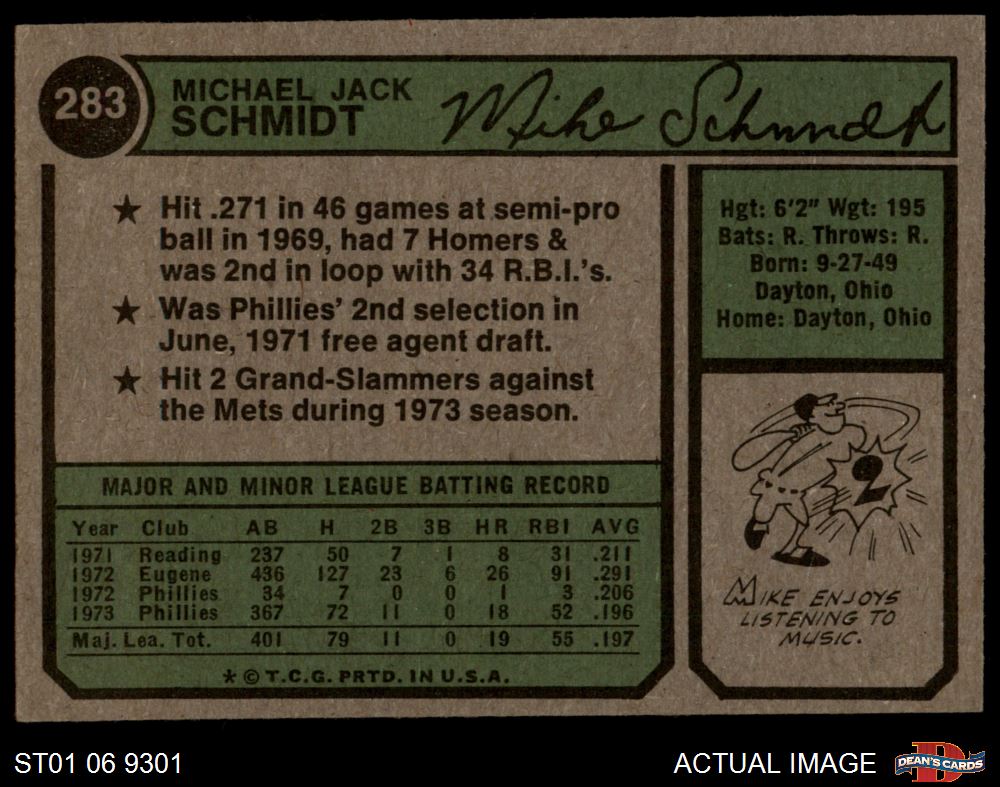 283
MICHAEL JACK
SCHMIDT
Mike Schmidt
★ Hit .271 in 46 games at semi-pro
ball in 1969, had 7 Homers &
was 2nd in loop with 34 R.B.I.'s.
★ Was Phillies' 2nd selection in
June, 1971 free agent draft.
★ Hit 2 Grand-Slammers against
the Mets during 1973 season.
MAJOR AND MINOR LEAGUE BATTING RECORD
Year Club AB H 2B 3B HR RBI AVG
1971 Reading 237 50 7 1 8 31 .211
1972 Eugene 436 127 23 6 26 91 .291
1972 Phillies 34 7 0 0 1 3 .206
1973 Phillies 367 72 11 0 18 52 .196
Maj. Lea. Tot. 401 79 11 0 19 55 .197
★ © T.C.G. PRTD. IN U.S.A.
Hgt: 6'2" Wgt: 195
Bats: R. Throws: R.
Born: 9-27-49
Dayton, Ohio
Home: Dayton, Ohio
2
MIKE ENJOYS
LISTENING TO
MUSIC.
ST01 06 9301
ACTUAL IMAGE
D
DEAN'S CARDS